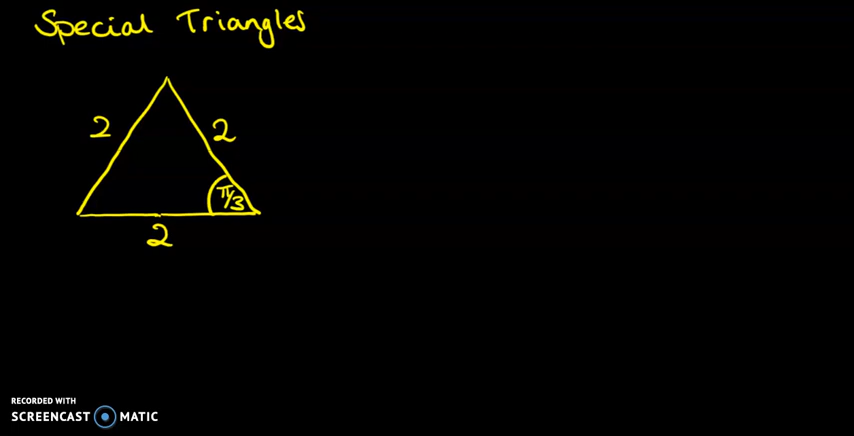 Special Triangles
2
2
π/3
2
RECORDED WITH
SCREENCAST MATIC